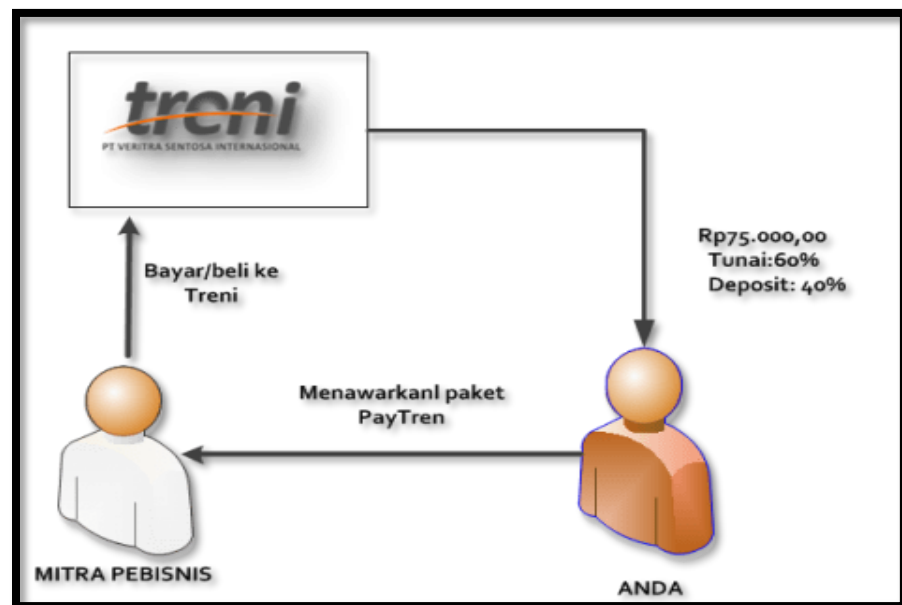 treni
PT VERITRA SENTOSA INTERNASIONAL
Bayar/beli ke
Treni
Rp75.000,00
Tunai:60%
Deposit: 40%
Menawarkanl paket
PayTren
MITRA PEBISNIS
ANDA